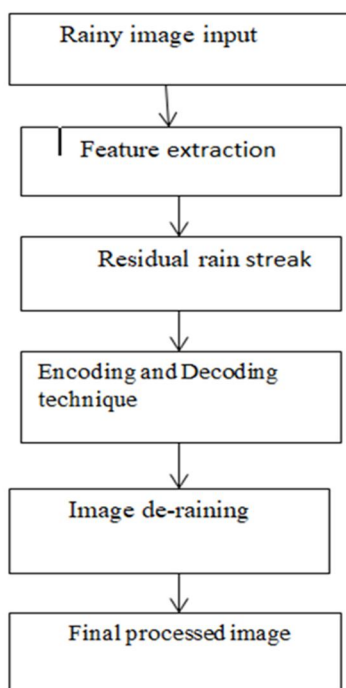 Rainy image input
Feature extraction
Residual rain streak
Encoding and Decoding
technique
Image de-raining
Final processed image